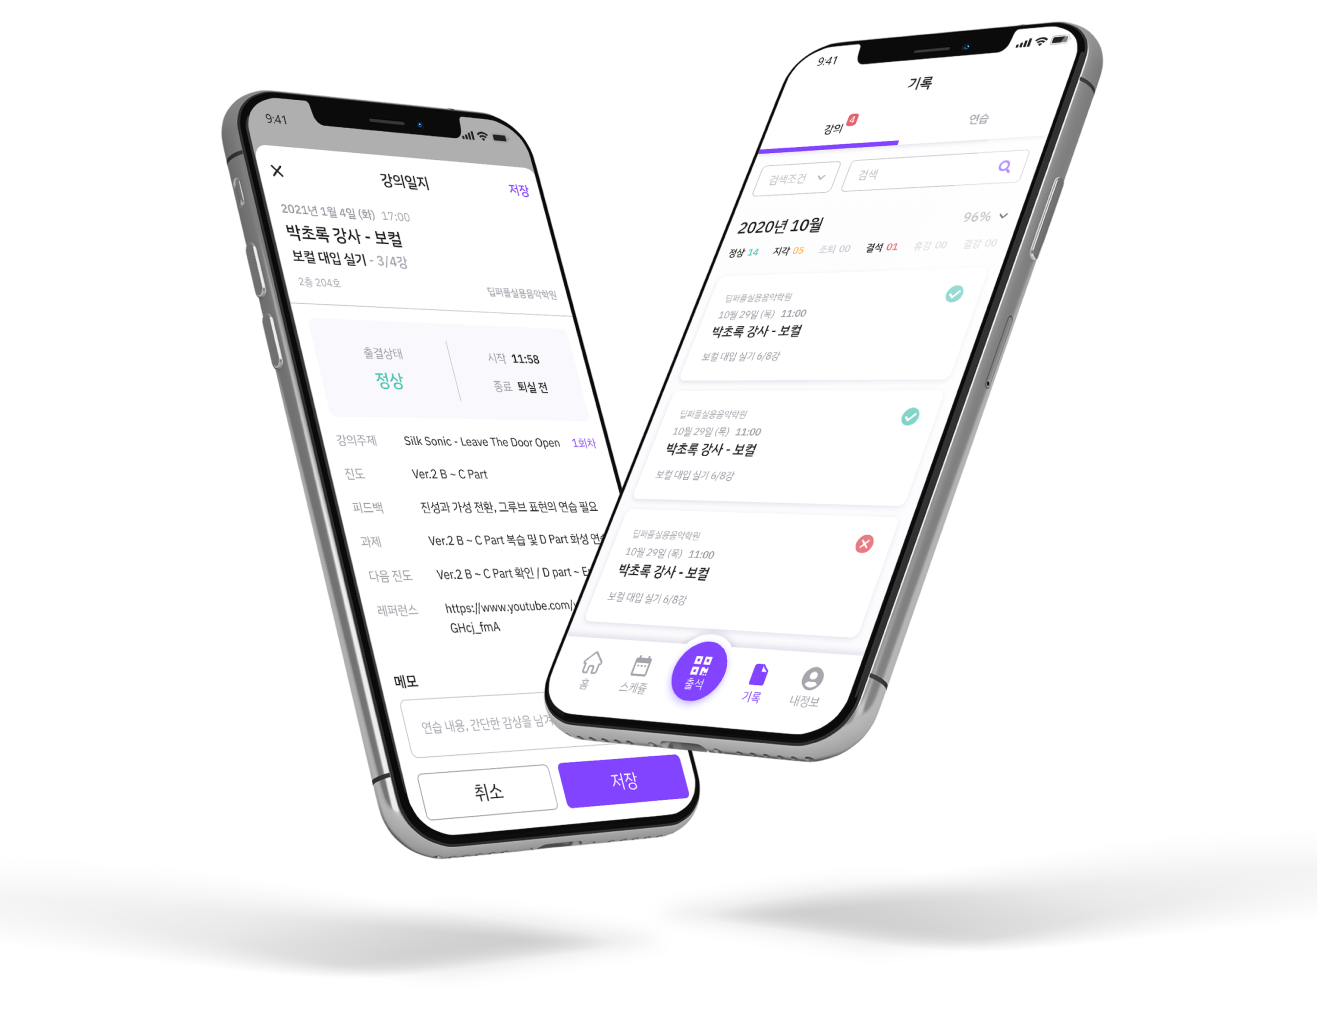 9:41
강의일지
저장
2021년 1월 4일 (화) 17:00
박초록 강사 - 보컬
보컬 대입 실기 - 3/4강
2층 204호
딥퍼플실용음악학원
출결상태
정상
시작 11:58
종료 퇴실 전
강의주제 Silk Sonic - Leave The Door Open 1회차
진도 Ver.2 B ~ C Part
피드백 진성과 가성 전환, 그루브 표현의 연습 필요
과제 Ver.2 B ~ C Part 복습 및 D Part 화성 연습
다음 진도 Ver.2 B ~ C Part 확인 / D part ~
레퍼런스 https://www.youtube.com/
GHcj_fmA
메모
연습 내용, 간단한 감상을 남겨
취소
저장
9:41
기록
강의 4
연습
검색조건
검색
2020년 10월
96%
정상 14 지각 05 조퇴 00 결석 01 휴강 00 결강 00
딥퍼플실용음악학원
10월 29일 (목) 11:00
박초록 강사 - 보컬
보컬 대입 실기 6/8강
딥퍼플실용음악학원
10월 29일 (목) 11:00
박초록 강사 - 보컬
보컬 대입 실기 6/8강
딥퍼플실용음악학원
10월 29일 (목) 11:00
박초록 강사 - 보컬
보컬 대입 실기 6/8강
홈
스케쥴
출석
기록
내정보